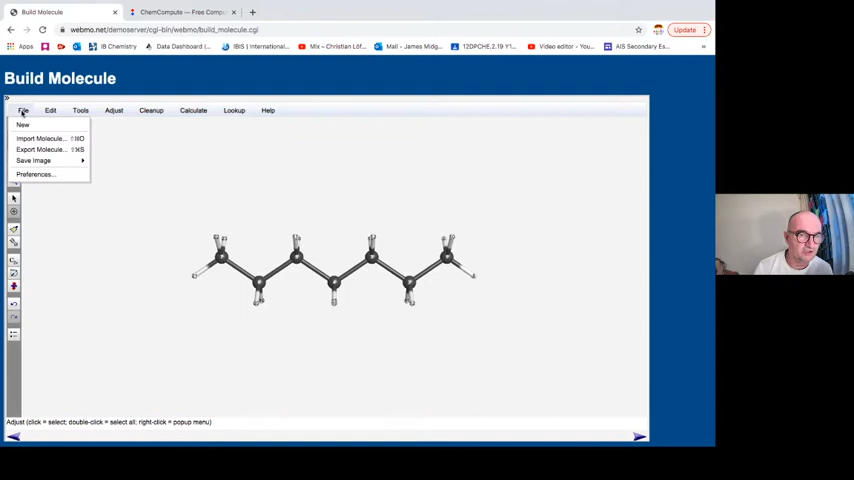 Build Molecule
ChemCompute — Free Compu
webmo.net/demoserver/cgi-bin/webmo/build_molecule.cgi
Update
Apps
IB Chemistry
Data Dashboard (...
IBIS | International...
Mix – Christian Löf...
Mail - James Midg...
12DPCHE.2.19 Y1...
Video editor - You...
AIS Secondary Es...
Build Molecule
File
Edit
Tools
Adjust
Cleanup
Calculate
Lookup
Help
New
Import Molecule... ⇧⌘O
Export Molecule... ⇧⌘S
Save Image
Preferences...
Adjust (click = select; double-click = select all; right-click = popup menu)